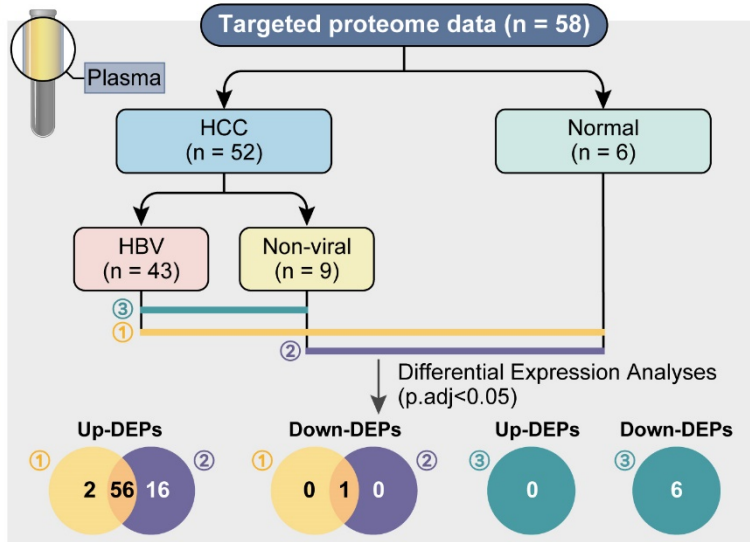 Targeted proteome data (n = 58)
Plasma
HCC
(n = 52)
Normal
(n = 6)
HBV
(n = 43)
Non-viral
(n = 9)
③
①
②
Differential Expression Analyses
(p.adj<0.05)
Up-DEPs
① ②
2 56 16
Down-DEPs
① ②
0 1 0
Up-DEPs
③
0
Down-DEPs
③
6